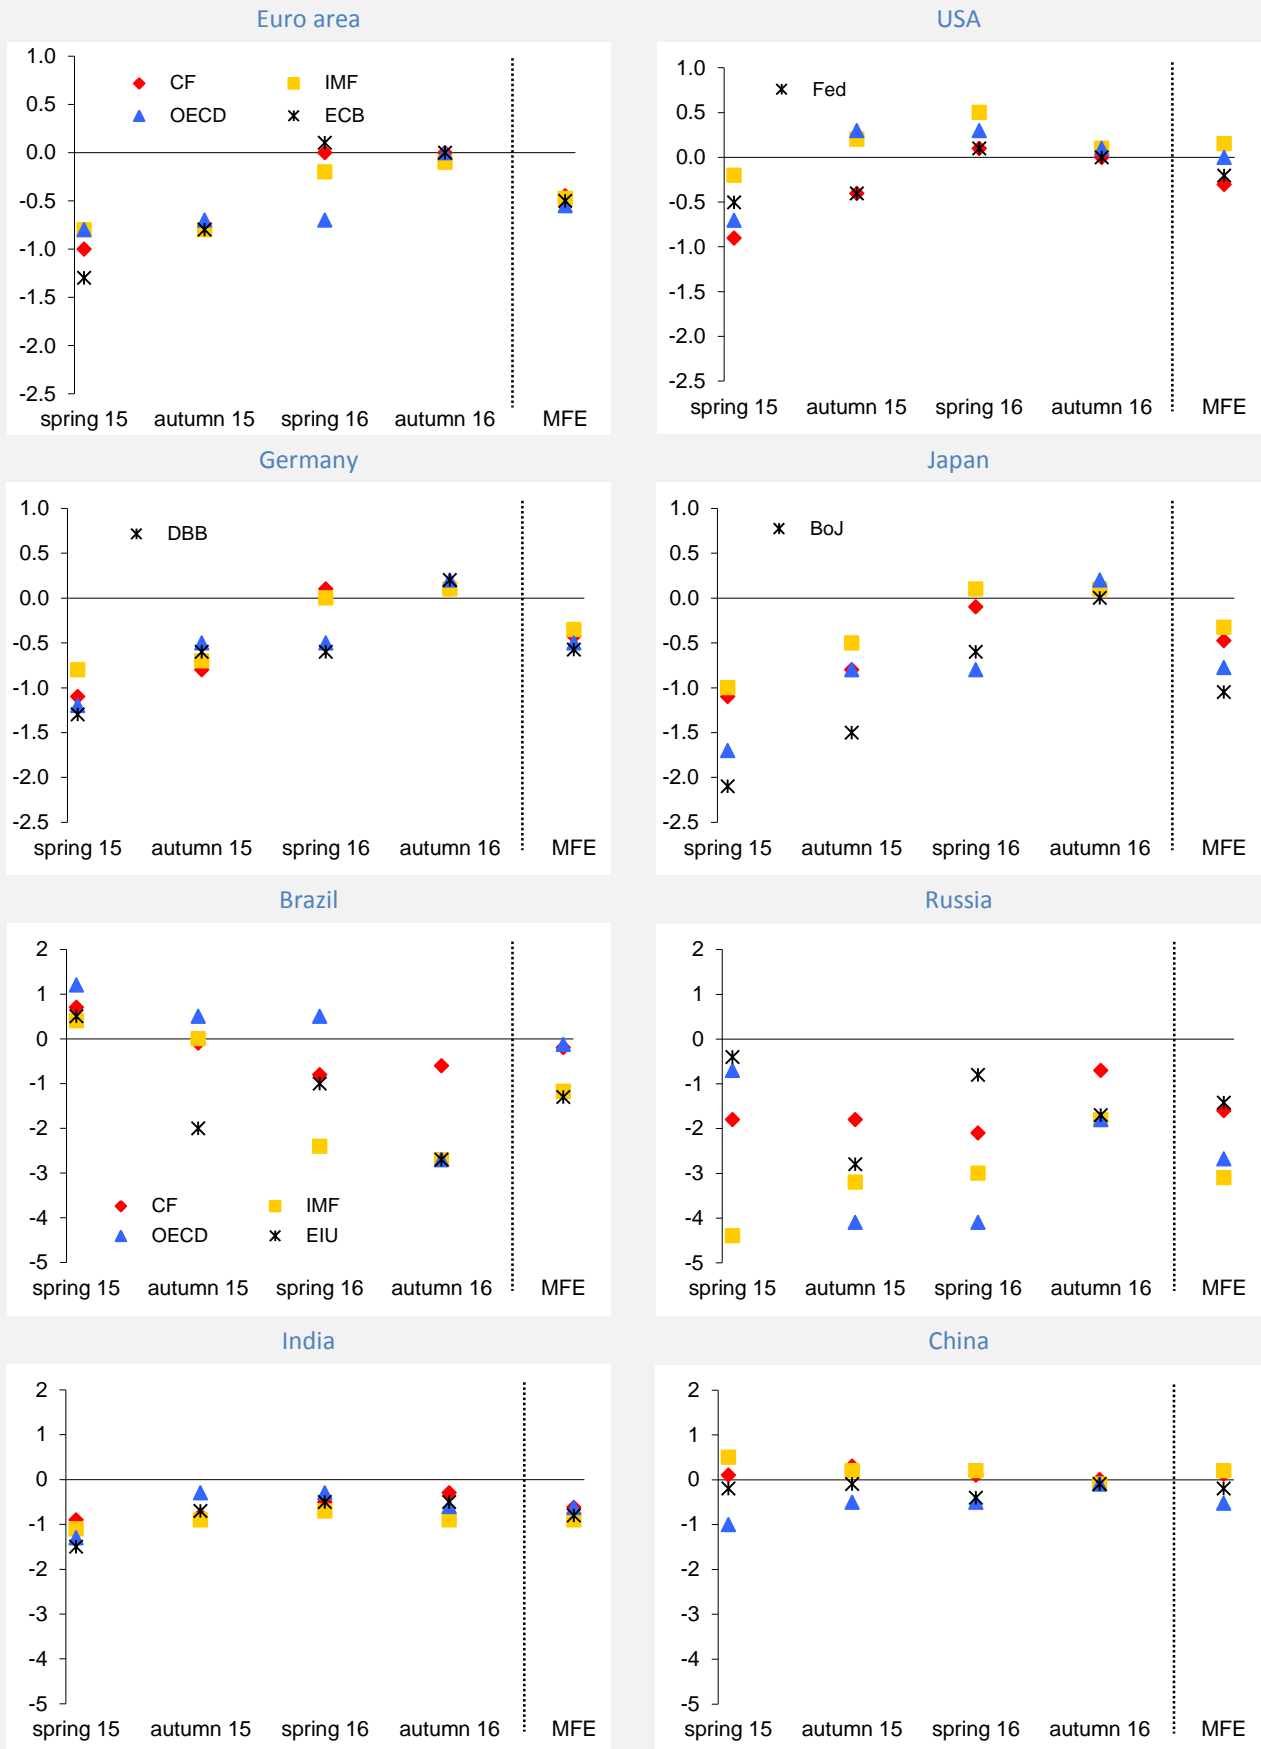 Euro area
1.0
CF
IMF
0.5
OECD
ECB
0.0
-0.5
-1.0
-1.5
-2.0
-2.5
spring 15 autumn 15 spring 16 autumn 16 MFE
USA
1.0
Fed
0.5
0.0
-0.5
-1.0
-1.5
-2.0
-2.5
spring 15 autumn 15 spring 16 autumn 16 MFE
Germany
1.0
DBB
0.5
0.0
-0.5
-1.0
-1.5
-2.0
-2.5
spring 15 autumn 15 spring 16 autumn 16 MFE
Japan
1.0
BoJ
0.5
0.0
-0.5
-1.0
-1.5
-2.0
-2.5
spring 15 autumn 15 spring 16 autumn 16 MFE
Brazil
2
1
0
-1
-2
-3
CF IMF
-4
OECD EIU
-5
spring 15 autumn 15 spring 16 autumn 16 MFE
Russia
2
1
0
-1
-2
-3
-4
-5
spring 15 autumn 15 spring 16 autumn 16 MFE
India
2
1
0
-1
-2
-3
-4
-5
spring 15 autumn 15 spring 16 autumn 16 MFE
China
2
1
0
-1
-2
-3
-4
-5
spring 15 autumn 15 spring 16 autumn 16 MFE